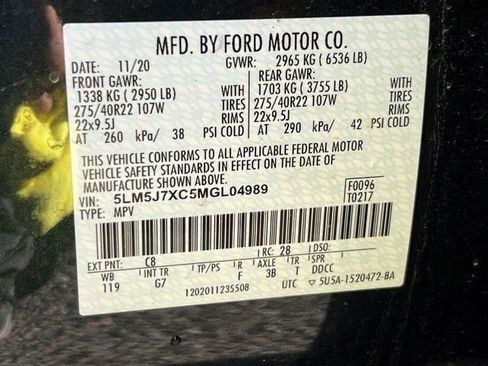 MFD. BY FORD MOTOR CO.
DATE: 11/20 GVWR: 2965 KG ( 6536 LB)
FRONT GAWR: REAR GAWR:
1338 KG ( 2950 LB) WITH 1703 KG ( 3755 LB)
275/40R22 107W TIRES 275/40R22 107W
22x9.5J RIMS 22x9.5J
AT 260 kPa/ 38 PSI COLD AT 290 kPa/ 42 PSI COLD
THIS VEHICLE CONFORMS TO ALL APPLICABLE FEDERAL MOTOR
VEHICLE SAFETY STANDARDS IN EFFECT ON THE DATE OF
MANUFACTURE SHOWN ABOVE.
VIN: 5LM5J7XC5MGL04989 F0096
TYPE: MPV T0217
EXT PNT: C8 RC: 28 DSO:
WB INT TR TP/PS R AXLE TR SPR
119 G7 F 3B T DDCC
1202011235508 UTC 5U5A-1520472-BA